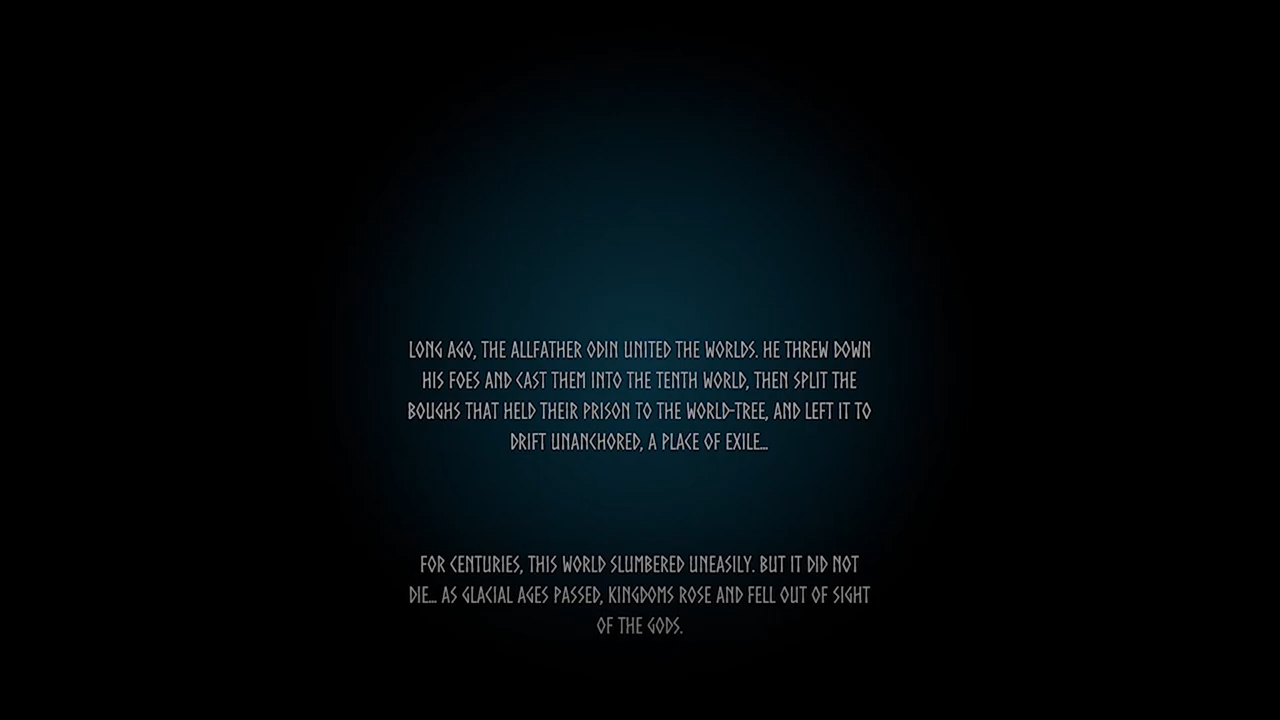 LONG AGO, THE ALLFATHER ODIN UNITED THE WORLDS. HE THREW DOWN
HIS FOES AND CAST THEM INTO THE TENTH WORLD, THEN SPLIT THE
BOUGHS THAT HELD THEIR PRISON TO THE WORLD-TREE, AND LEFT IT TO
DRIFT UNANCHORED, A PLACE OF EXILE...
FOR CENTURIES, THIS WORLD SLUMBERED UNEASILY. BUT IT DID NOT
DIE... AS GLACIAL AGES PASSED, KINGDOMS ROSE AND FELL OUT OF SIGHT
OF THE GODS.